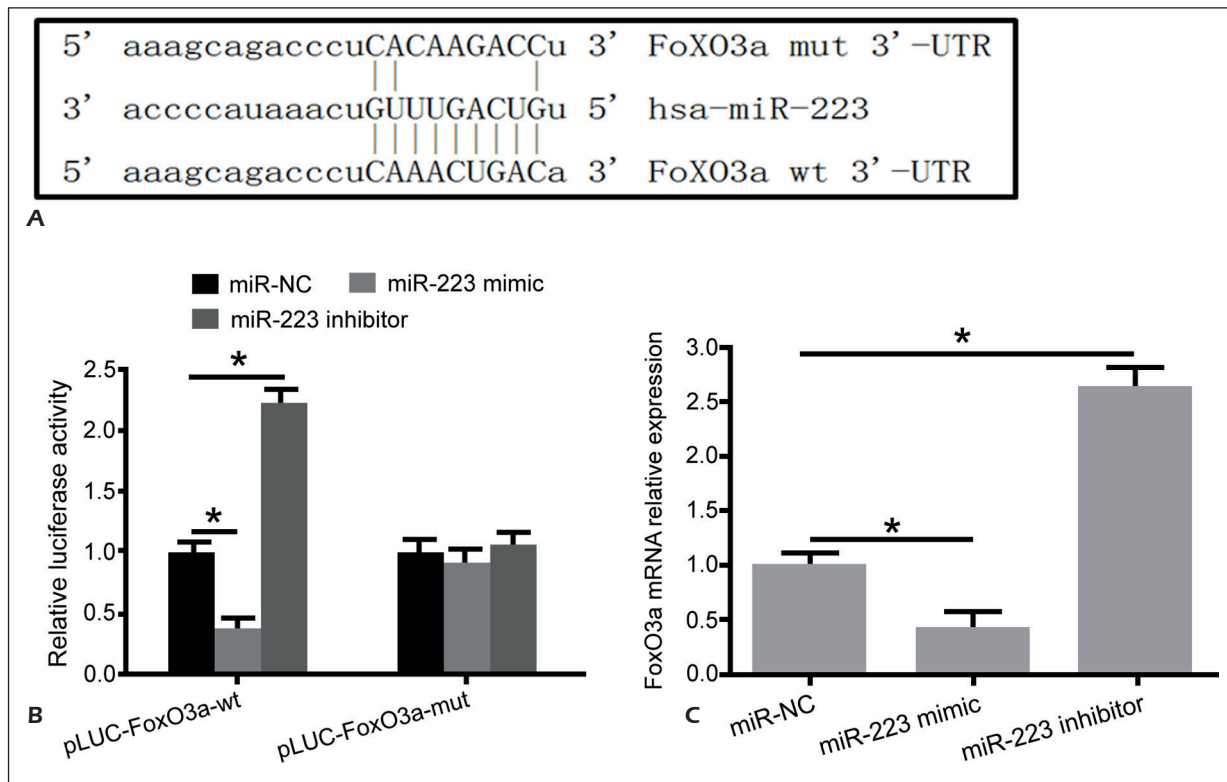 5' aaagcagacccuCACAAGACCu 3' FoXO3a mut 3'-UTR
3' accccauaaacuGUUUGACUGu 5' hsa-miR-223
5' aaagcagacccuCAAACUGACa 3' FoXO3a wt 3'-UTR
A
miR-NC
miR-223 mimic
miR-223 inhibitor
Relative luciferase activity
2.5
2.0
1.5
1.0
0.5
0.0
*
*
pLUC-FoxO3a-wt
pLUC-FoxO3a-mut
B
FoxO3a mRNA relative expression
3.0
2.5
2.0
1.5
1.0
0.5
0.0
*
*
miR-NC
miR-223 mimic
miR-223 inhibitor
C